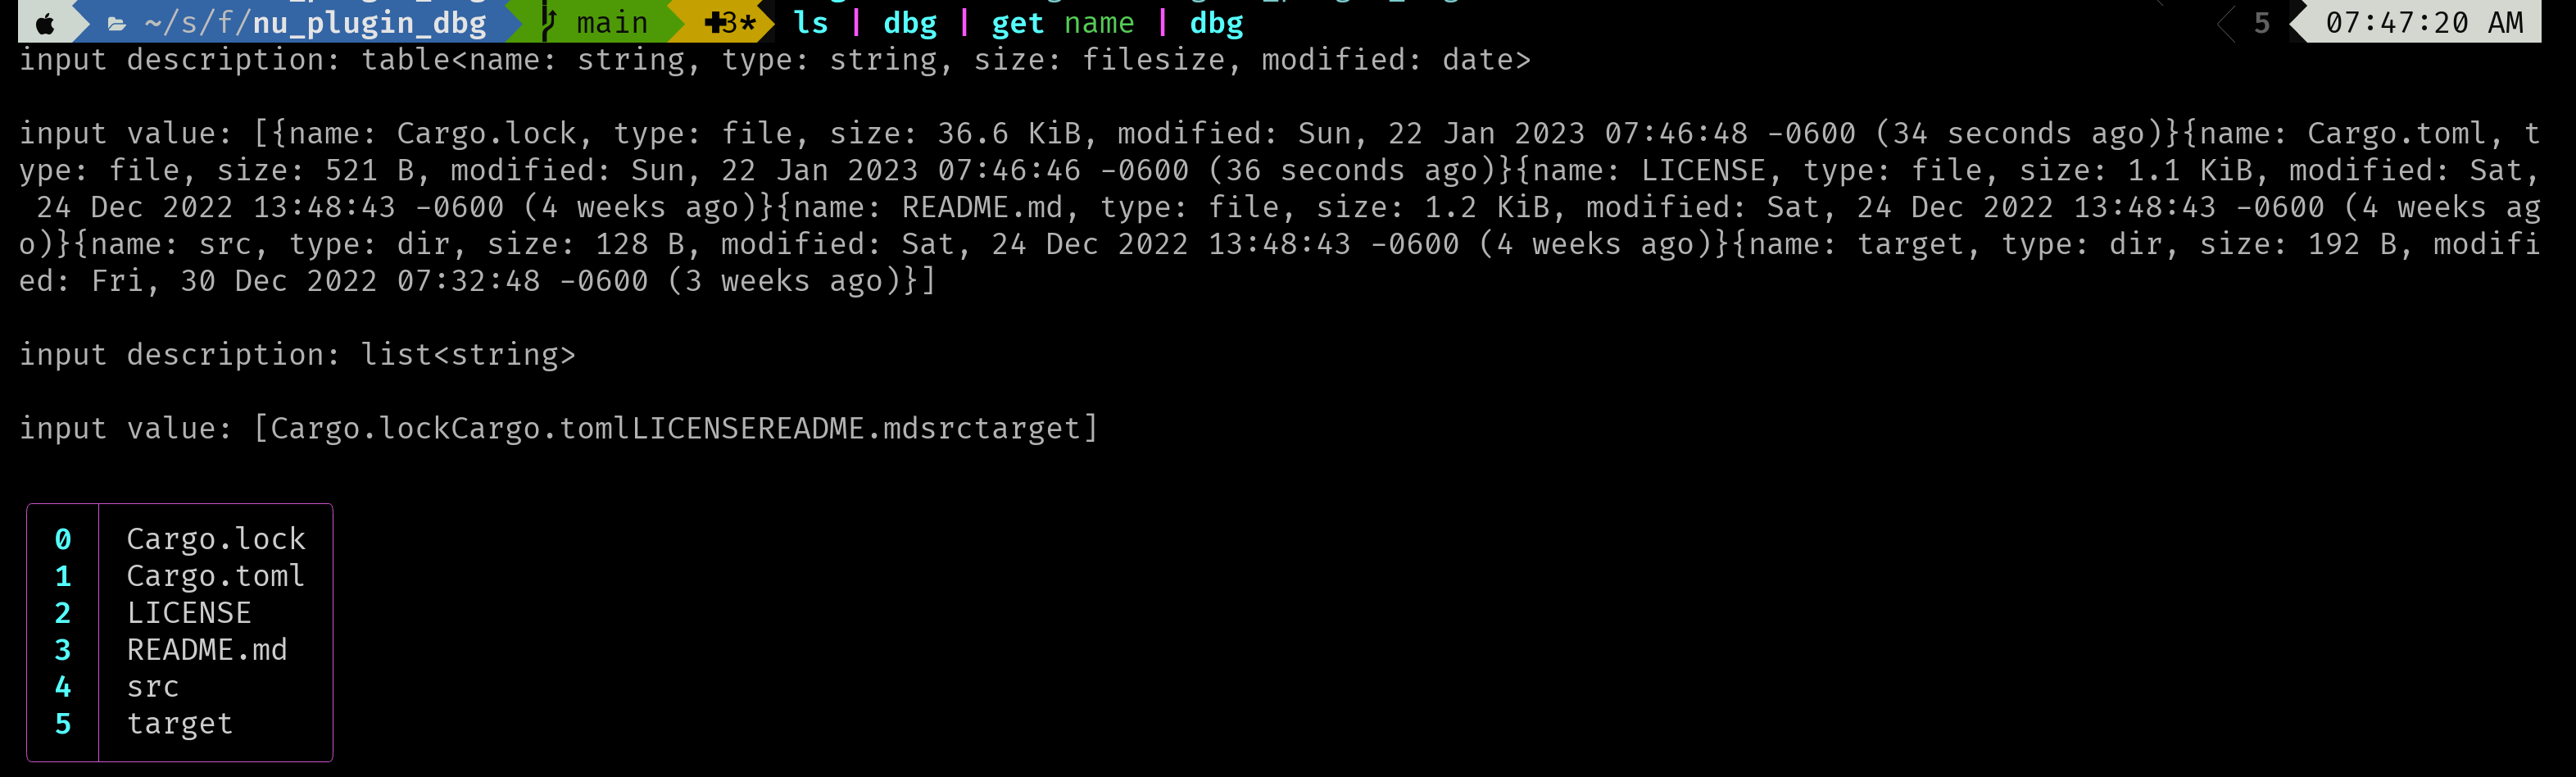 ~/s/f/nu_plugin_dbg main ✚3* ls | dbg | get name | dbg 5 07:47:20 AM
input description: table<name: string, type: string, size: filesize, modified: date>
input value: [{name: Cargo.lock, type: file, size: 36.6 KiB, modified: Sun, 22 Jan 2023 07:46:48 -0600 (34 seconds ago)}{name: Cargo.toml, t
ype: file, size: 521 B, modified: Sun, 22 Jan 2023 07:46:46 -0600 (36 seconds ago)}{name: LICENSE, type: file, size: 1.1 KiB, modified: Sat,
 24 Dec 2022 13:48:43 -0600 (4 weeks ago)}{name: README.md, type: file, size: 1.2 KiB, modified: Sat, 24 Dec 2022 13:48:43 -0600 (4 weeks ag
o)}{name: src, type: dir, size: 128 B, modified: Sat, 24 Dec 2022 13:48:43 -0600 (4 weeks ago)}{name: target, type: dir, size: 192 B, modifi
ed: Fri, 30 Dec 2022 07:32:48 -0600 (3 weeks ago)}]
input description: list<string>
input value: [Cargo.lockCargo.tomlLICENSEREADME.mdsrctarget]
0 Cargo.lock
1 Cargo.toml
2 LICENSE
3 README.md
4 src
5 target